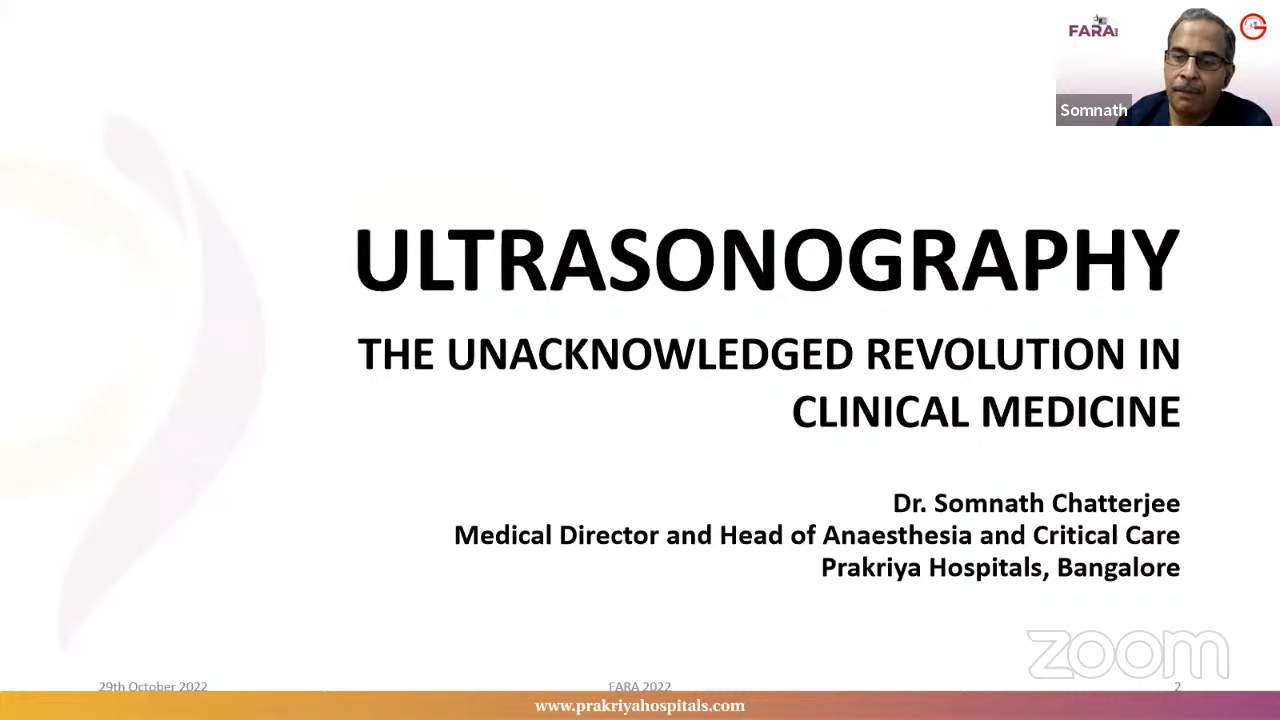 FARA
Somnath
ULTRASONOGRAPHY
THE UNACKNOWLEDGED REVOLUTION IN
CLINICAL MEDICINE
Dr. Somnath Chatterjee
Medical Director and Head of Anaesthesia and Critical Care
Prakriya Hospitals, Bangalore
zoom
29th October 2022
FARA 2022
2
www.prakriyahospitals.com